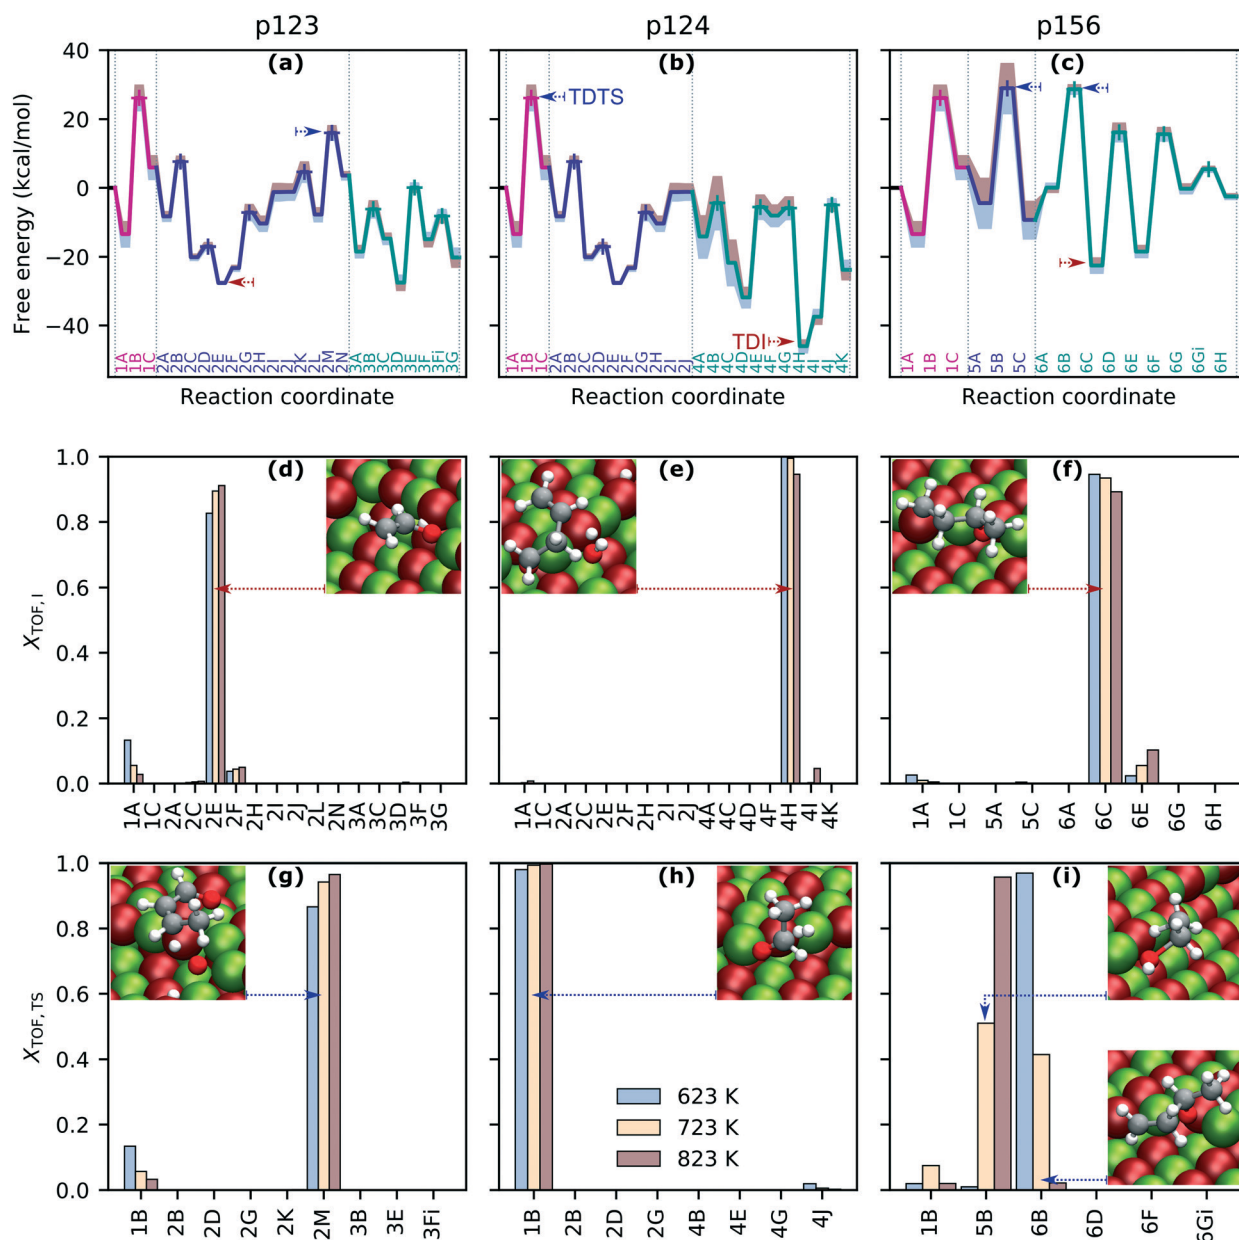 p123
p124
p156
(a)
(b)
(c)
40
20
0
−20
−40
Free energy (kcal/mol)
TDTS
TDI
1A 1B 1C 2A 2B 2C 2D 2E 2F 2G 2H 2I 2J 2K 2L 2M 2N 3A 3B 3C 3D 3E 3F 3Fi 3G
1A 1B 1C 2A 2B 2C 2D 2E 2F 2G 2H 2I 2J 4A 4B 4C 4D 4E 4F 4G 4H 4I 4J 4K
1A 1B 1C 5A 5B 5C 6A 6B 6C 6D 6E 6F 6G 6Gi 6H
Reaction coordinate
Reaction coordinate
Reaction coordinate
(d)
(e)
(f)
1.0
0.8
0.6
0.4
0.2
0.0
X_TOF, I
1A 1C 2A 2C 2E 2F 2H 2I 2J 2L 2N 3A 3C 3D 3F 3G
1A 1C 2A 2C 2E 2F 2H 2I 2J 4A 4C 4D 4F 4H 4I 4K
1A 1C 5A 5C 6A 6C 6E 6G 6H
(g)
(h)
(i)
1.0
0.8
0.6
0.4
0.2
0.0
X_TOF, TS
623 K
723 K
823 K
1B 2B 2D 2G 2K 2M 3B 3E 3Fi
1B 2B 2D 2G 4B 4E 4G 4J
1B 5B 6B 6D 6F 6Gi